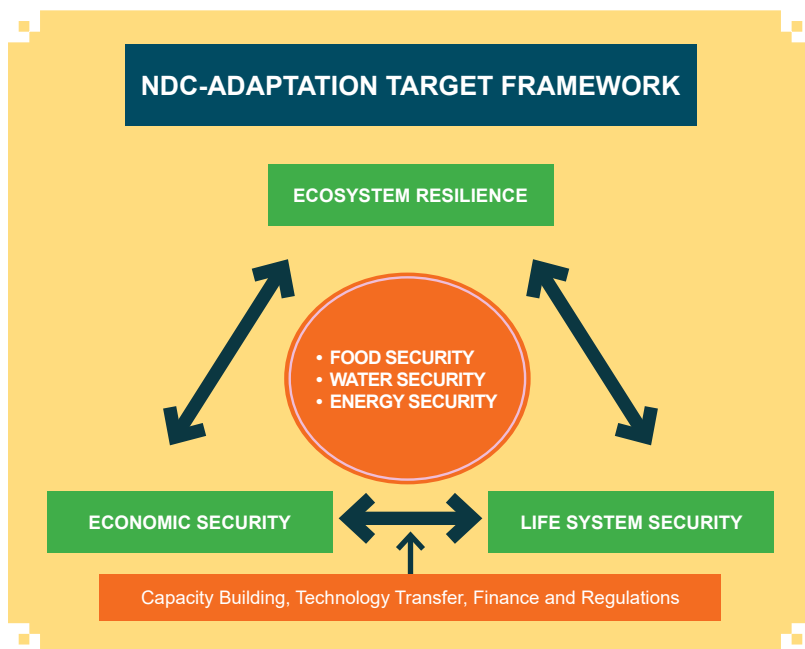 NDC-ADAPTATION TARGET FRAMEWORK
ECOSYSTEM RESILIENCE
• FOOD SECURITY
• WATER SECURITY
• ENERGY SECURITY
ECONOMIC SECURITY
LIFE SYSTEM SECURITY
Capacity Building, Technology Transfer, Finance and Regulations